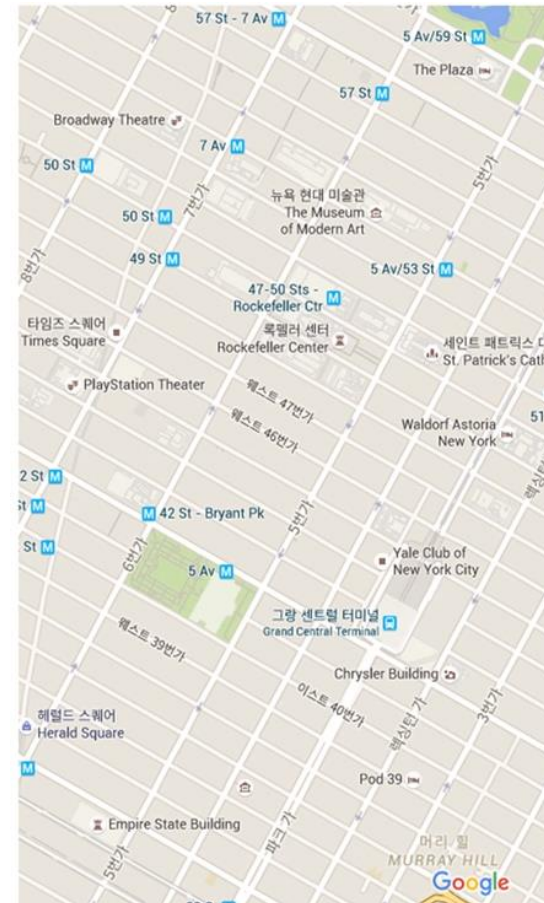 57 St - 7 Av M
5 Av/59 St M
The Plaza
57 St M
Broadway Theatre
7 Av M
50 St M
5번가
7번가
뉴욕 현대 미술관
The Museum
of Modern Art
50 St M
8번가
49 St M
5 Av/53 St M
47-50 Sts -
Rockefeller Ctr M
타임즈 스퀘어
Times Square
록펠러 센터
Rockefeller Center
세인트 패트릭스 대
St. Patrick's Cath
PlayStation Theater
웨스트 47번가
웨스트 46번가
Waldorf Astoria
New York
51
2 St M
렉싱턴
St M
M 42 St - Bryant Pk
5번가
St M
6번가
5 Av M
Yale Club of
New York City
그랑 센트럴 터미널
Grand Central Terminal
웨스트 39번가
Chrysler Building
이스트 40번가
렉싱턴 가
3번가
헤럴드 스퀘어
Herald Square
M
Pod 39
Empire State Building
파크 가
5번가
머리 힐
MURRAY HILL
Google
M